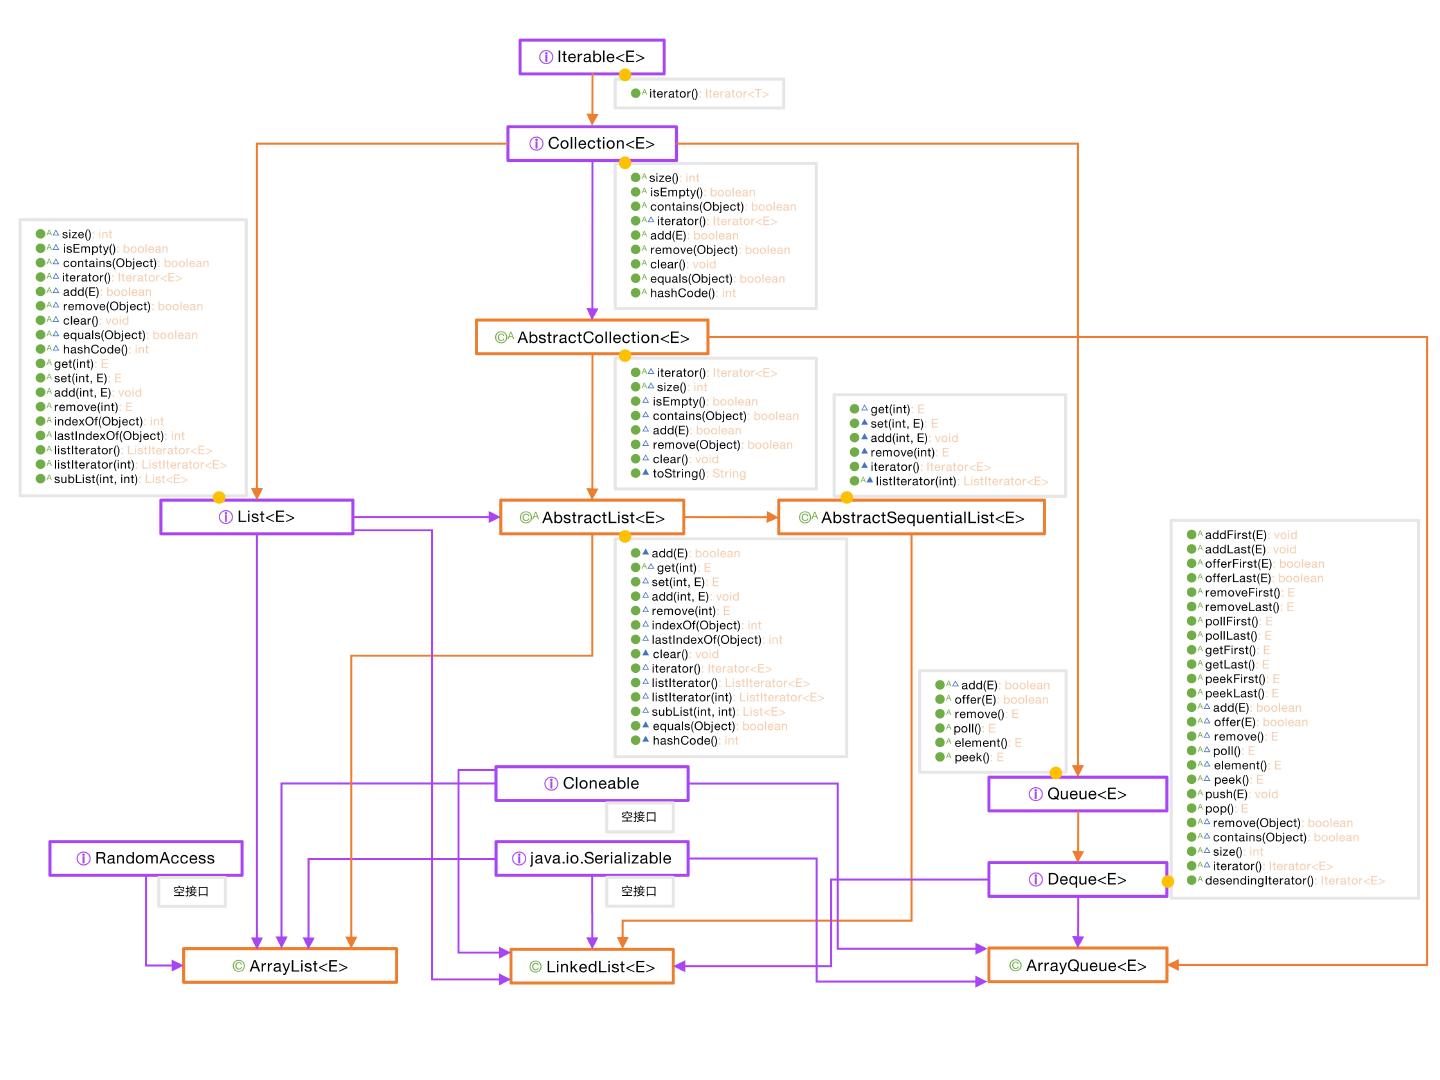 Ⓘ Iterable<E>
A iterator(): Iterator<T>
Ⓘ Collection<E>
A size(): int
A isEmpty(): boolean
A contains(Object): boolean
A△ iterator(): Iterator<E>
A add(E): boolean
A remove(Object): boolean
A clear(): void
A equals(Object): boolean
A hashCode(): int
A△ size(): int
A△ isEmpty(): boolean
A△ contains(Object): boolean
A△ iterator(): Iterator<E>
A△ add(E): boolean
A△ remove(Object): boolean
A△ clear(): void
A△ equals(Object): boolean
A△ hashCode(): int
A get(int): E
A set(int, E): E
A add(int, E): void
A remove(int): E
A indexOf(Object): int
A lastIndexOf(Object): int
A listIterator(): ListIterator<E>
A listIterator(int): ListIterator<E>
A subList(int, int): List<E>
Ⓘ List<E>
©A AbstractCollection<E>
A△ iterator(): Iterator<E>
A△ size(): int
△ isEmpty(): boolean
△ contains(Object): boolean
△ add(E): boolean
△ remove(Object): boolean
△ clear(): void
▲ toString(): String
△ get(int): E
▲ set(int, E): E
▲ add(int, E): void
▲ remove(int): E
▲ iterator(): Iterator<E>
A▲ listIterator(int): ListIterator<E>
©A AbstractList<E>
©A AbstractSequentialList<E>
▲ add(E): boolean
A△ get(int): E
△ set(int, E): E
△ add(int, E): void
△ remove(int): E
△ indexOf(Object): int
△ lastIndexOf(Object): int
▲ clear(): void
△ iterator(): Iterator<E>
△ listIterator(): ListIterator<E>
△ listIterator(int): ListIterator<E>
△ subList(int, int): List<E>
▲ equals(Object): boolean
▲ hashCode(): int
A△ add(E): boolean
A offer(E): boolean
A remove(): E
A poll(): E
A element(): E
A peek(): E
Ⓘ Queue<E>
A addFirst(E): void
A addLast(E): void
A offerFirst(E): boolean
A offerLast(E): boolean
A removeFirst(): E
A removeLast(): E
A pollFirst(): E
A pollLast(): E
A getFirst(): E
A getLast(): E
A peekFirst(): E
A peekLast(): E
A△ add(E): boolean
A△ offer(E): boolean
A△ remove(): E
A△ poll(): E
A△ element(): E
A△ peek(): E
A push(E): void
A pop(): E
A△ remove(Object): boolean
A△ contains(Object): boolean
A△ size(): int
A△ iterator(): Iterator<E>
A desendingIterator(): Iterator<E>
Ⓘ Deque<E>
Ⓘ Cloneable
空接口
Ⓘ RandomAccess
空接口
Ⓘ java.io.Serializable
空接口
© ArrayList<E>
© LinkedList<E>
© ArrayQueue<E>